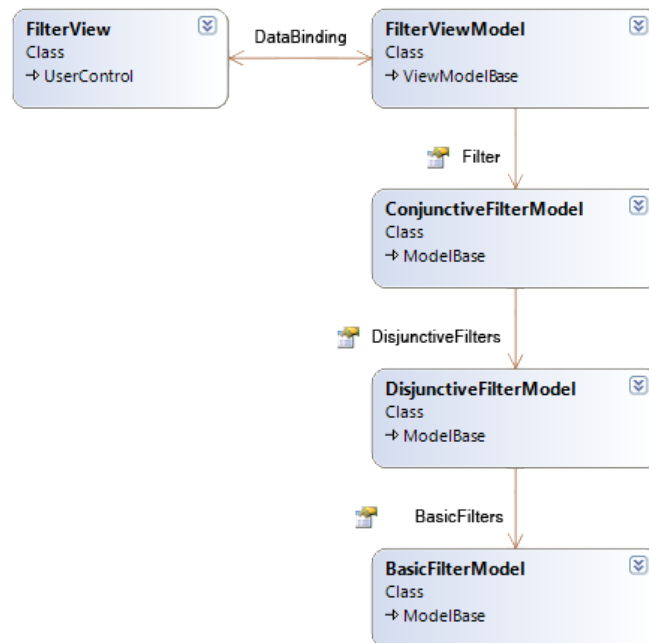 FilterView
Class
UserControl
DataBinding
FilterViewModel
Class
ViewModelBase
Filter
ConjunctiveFilterModel
Class
ModelBase
DisjunctiveFilters
DisjunctiveFilterModel
Class
ModelBase
BasicFilters
BasicFilterModel
Class
ModelBase